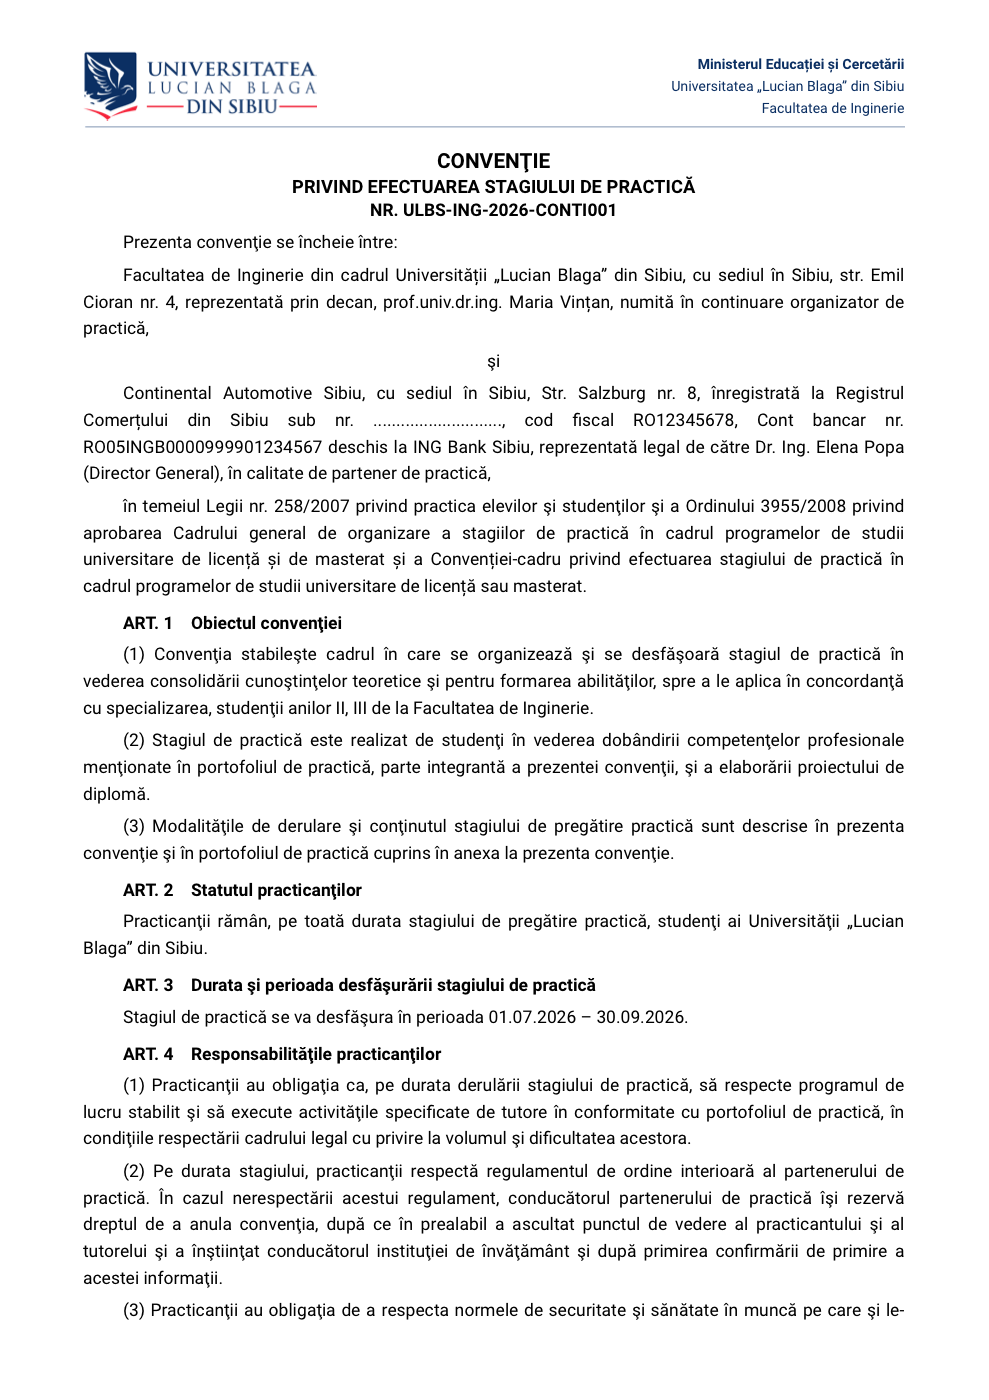 UNIVERSITATEA
LUCIAN BLAGA
DIN SIBIU
Ministerul Educației și Cercetării
Universitatea „Lucian Blaga” din Sibiu
Facultatea de Inginerie
CONVENŢIE
PRIVIND EFECTUAREA STAGIULUI DE PRACTICĂ
NR. ULBS-ING-2026-CONTI001
Prezenta convenţie se încheie între:
Facultatea de Inginerie din cadrul Universității „Lucian Blaga” din Sibiu, cu sediul în Sibiu, str. Emil
Cioran nr. 4, reprezentată prin decan, prof.univ.dr.ing. Maria Vințan, numită în continuare organizator de
practică,
şi
Continental Automotive Sibiu, cu sediul în Sibiu, Str. Salzburg nr. 8, înregistrată la Registrul
Comerțului din Sibiu sub nr. ............................, cod fiscal RO12345678, Cont bancar nr.
RO05INGB0000999901234567 deschis la ING Bank Sibiu, reprezentată legal de către Dr. Ing. Elena Popa
(Director General), în calitate de partener de practică,
în temeiul Legii nr. 258/2007 privind practica elevilor şi studenţilor şi a Ordinului 3955/2008 privind
aprobarea Cadrului general de organizare a stagiilor de practică în cadrul programelor de studii
universitare de licență și de masterat și a Convenției-cadru privind efectuarea stagiului de practică în
cadrul programelor de studii universitare de licență sau masterat.
ART. 1 Obiectul convenţiei
(1) Convenţia stabileşte cadrul în care se organizează şi se desfăşoară stagiul de practică în
vederea consolidării cunoştinţelor teoretice şi pentru formarea abilităţilor, spre a le aplica în concordanţă
cu specializarea, studenţii anilor II, III de la Facultatea de Inginerie.
(2) Stagiul de practică este realizat de studenţi în vederea dobândirii competenţelor profesionale
menţionate în portofoliul de practică, parte integrantă a prezentei convenţii, şi a elaborării proiectului de
diplomă.
(3) Modalităţile de derulare şi conţinutul stagiului de pregătire practică sunt descrise în prezenta
convenţie şi în portofoliul de practică cuprins în anexa la prezenta convenţie.
ART. 2 Statutul practicanţilor
Practicanţii rămân, pe toată durata stagiului de pregătire practică, studenţi ai Universităţii „Lucian
Blaga” din Sibiu.
ART. 3 Durata şi perioada desfăşurării stagiului de practică
Stagiul de practică se va desfăşura în perioada 01.07.2026 – 30.09.2026.
ART. 4 Responsabilităţile practicanţilor
(1) Practicanţii au obligaţia ca, pe durata derulării stagiului de practică, să respecte programul de
lucru stabilit şi să execute activităţile specificate de tutore în conformitate cu portofoliul de practică, în
condiţiile respectării cadrului legal cu privire la volumul şi dificultatea acestora.
(2) Pe durata stagiului, practicanţii respectă regulamentul de ordine interioară al partenerului de
practică. În cazul nerespectării acestui regulament, conducătorul partenerului de practică îşi rezervă
dreptul de a anula convenţia, după ce în prealabil a ascultat punctul de vedere al practicantului şi al
tutorelui şi a înştiinţat conducătorul instituţiei de învăţământ şi după primirea confirmării de primire a
acestei informaţii.
(3) Practicanţii au obligaţia de a respecta normele de securitate şi sănătate în muncă pe care şi le-